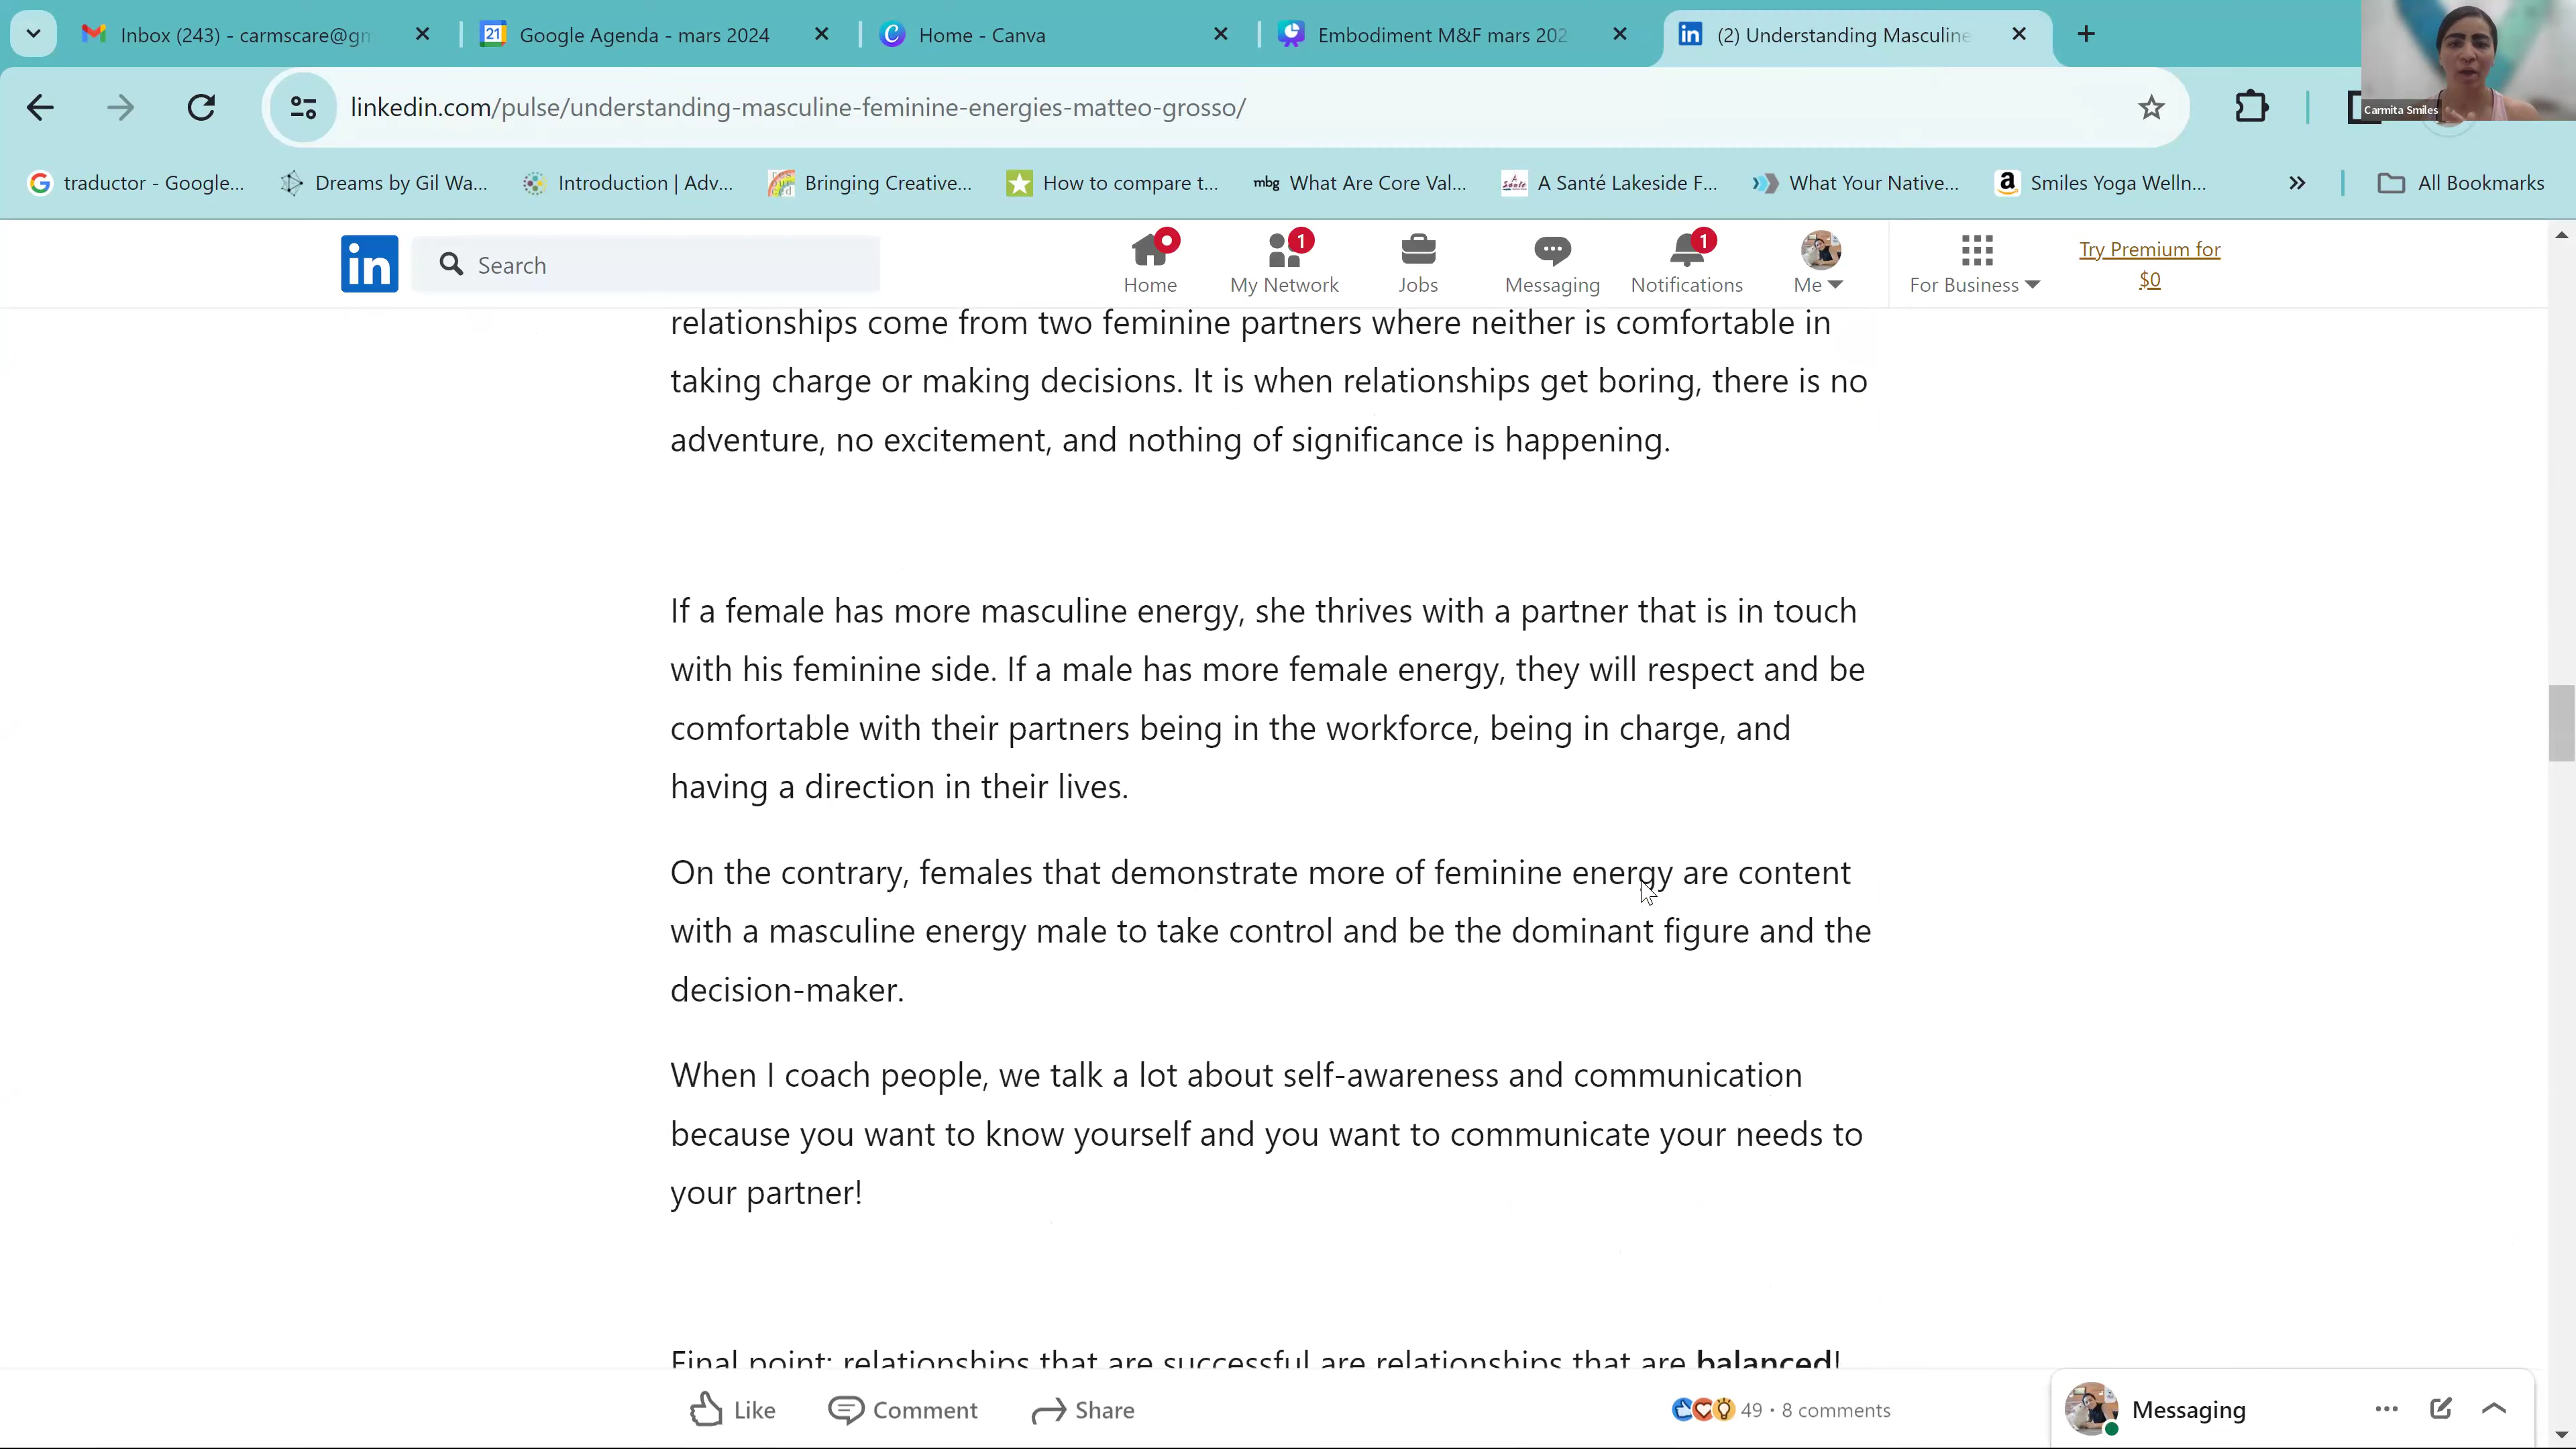 Inbox (243) - carmscare@gm
21
Google Agenda - mars 2024
Home - Canva
Embodiment M&F mars 202
(2) Understanding Masculine
linkedin.com/pulse/understanding-masculine-feminine-energies-matteo-grosso/
Carmita Smiles
traductor - Google...
Dreams by Gil Wa...
Introduction | Adv...
Bringing Creative...
How to compare t...
mbg What Are Core Val...
A Santé Lakeside F...
What Your Native...
Smiles Yoga Welln...
All Bookmarks
in
Search
Home
1
My Network
Jobs
Messaging
1
Notifications
Me
For Business
Try Premium for
$0
relationships come from two feminine partners where neither is comfortable in
taking charge or making decisions. It is when relationships get boring, there is no
adventure, no excitement, and nothing of significance is happening.
If a female has more masculine energy, she thrives with a partner that is in touch
with his feminine side. If a male has more female energy, they will respect and be
comfortable with their partners being in the workforce, being in charge, and
having a direction in their lives.
On the contrary, females that demonstrate more of feminine energy are content
with a masculine energy male to take control and be the dominant figure and the
decision-maker.
When I coach people, we talk a lot about self-awareness and communication
because you want to know yourself and you want to communicate your needs to
your partner!
Final point: relationships that are successful are relationships that are balanced!
Like
Comment
Share
49 • 8 comments
Messaging